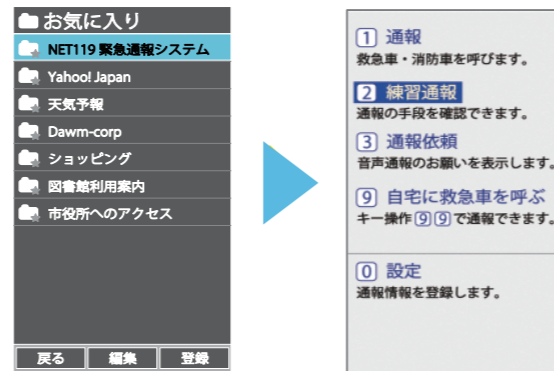 お気に入り
NET119 緊急通報システム
Yahoo! Japan
天気予報
Dawm-corp
ショッピング
図書館利用案内
市役所へのアクセス
戻る 編集 登録
1 通報
救急車・消防車を呼びます。
2 練習通報
通報の手段を確認できます。
3 通報依頼
音声通報のお願いを表示します。
9 自宅に救急車を呼ぶ
キー操作99で通報できます。
0 設定
通報情報を登録します。